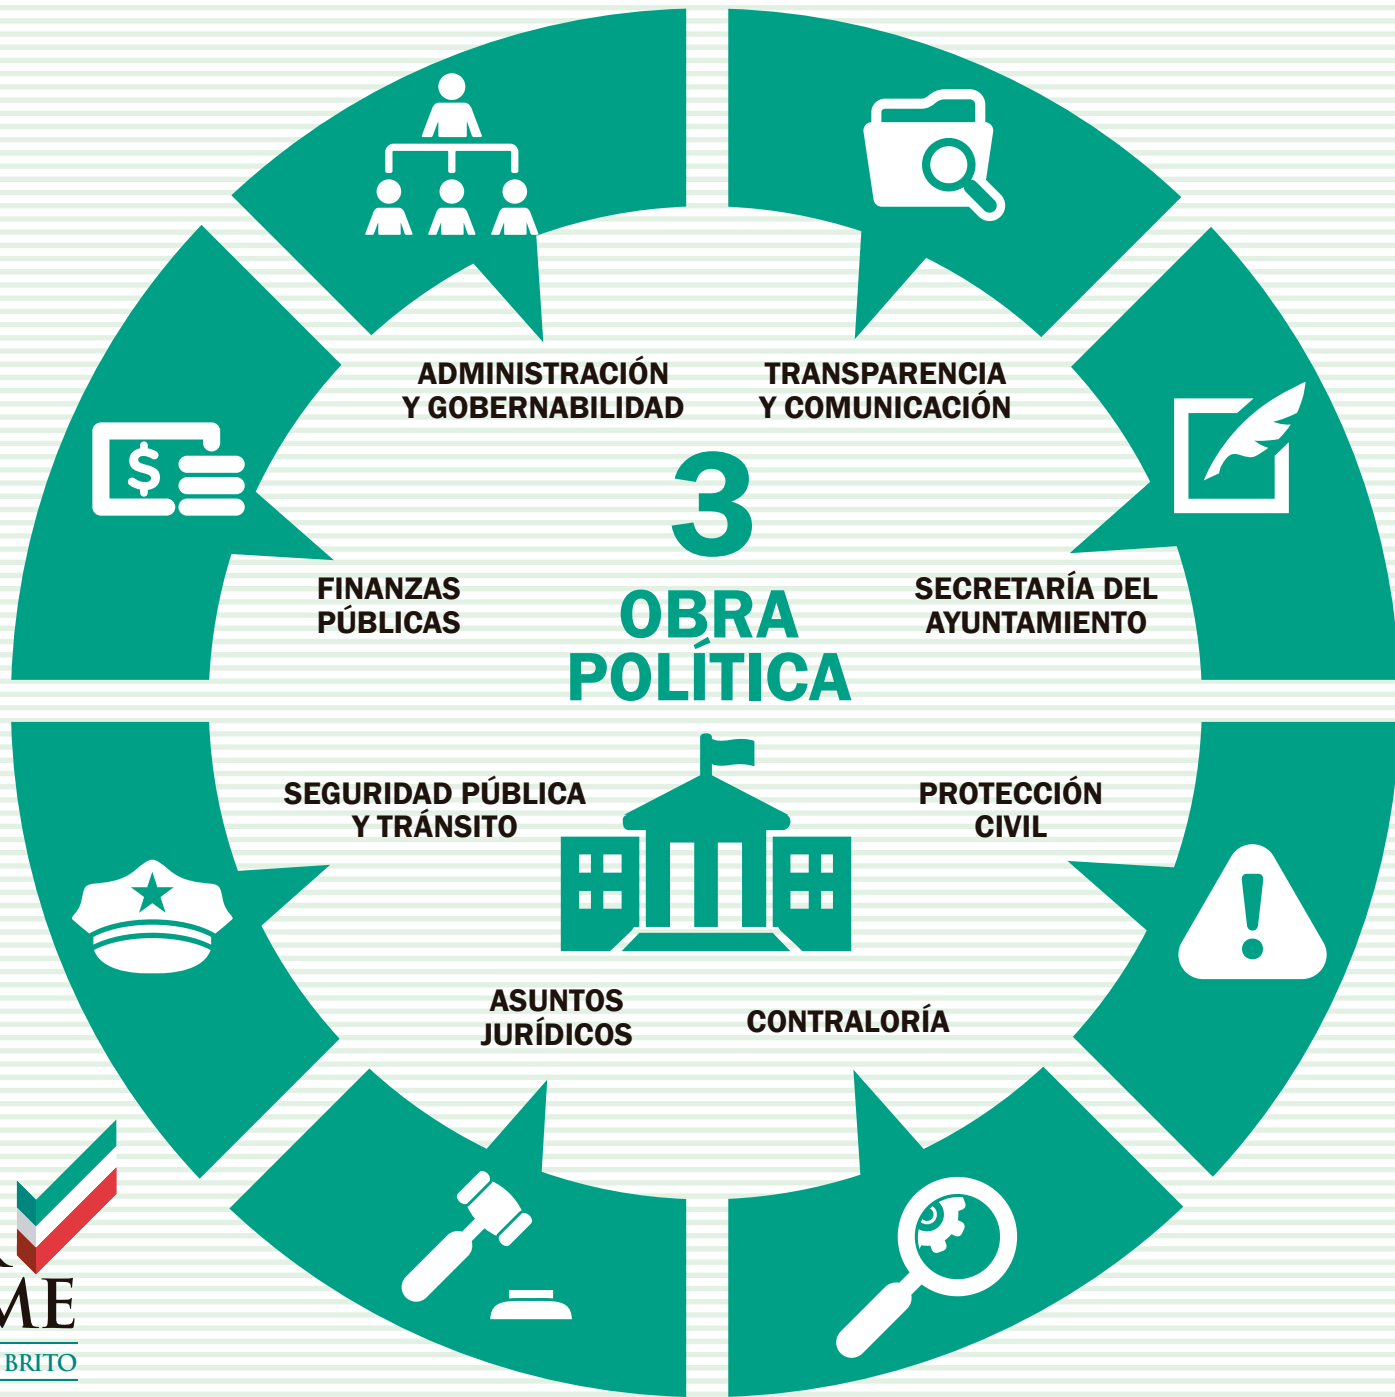 ADMINISTRACIÓN
Y GOBERNABILIDAD
TRANSPARENCIA
Y COMUNICACIÓN
3
OBRA
POLÍTICA
FINANZAS
PÚBLICAS
SECRETARÍA DEL
AYUNTAMIENTO
SEGURIDAD PÚBLICA
Y TRÁNSITO
PROTECCIÓN
CIVIL
ASUNTOS
JURÍDICOS
CONTRALORÍA
$
BRITO